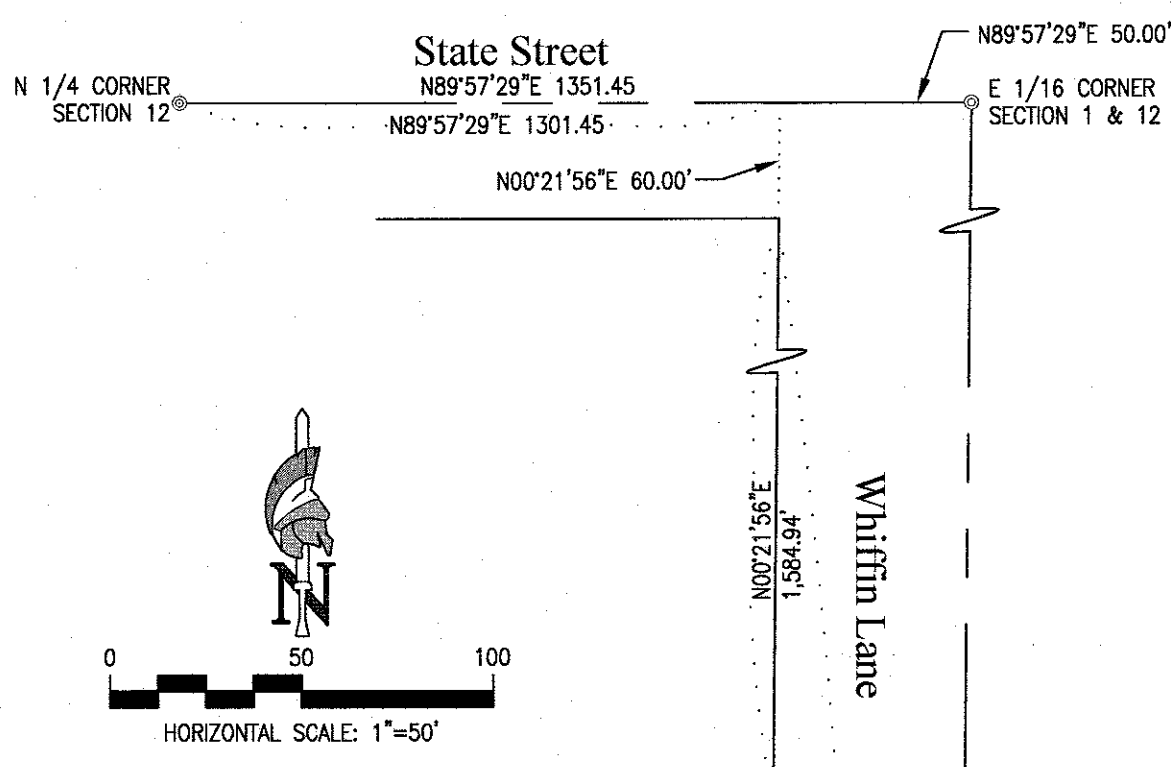 State Street
N89°57'29"E 50.00'
N 1/4 CORNER
SECTION 12
N89°57'29"E 1351.45
E 1/16 CORNER
SECTION 1 & 12
N89°57'29"E 1301.45
N00°21'56"E 60.00'
N00°21'56"E
1,584.94'
Whiffin Lane
N
0 50 100
HORIZONTAL SCALE: 1"=50'